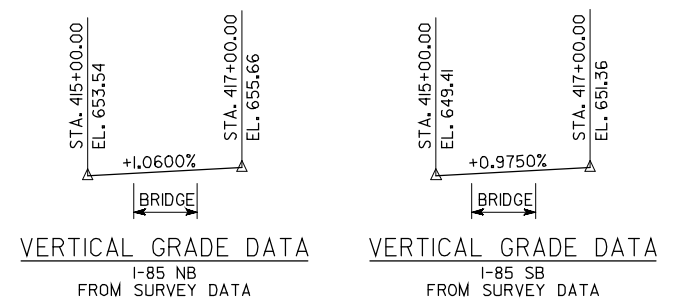 STA. 415+00.00
EL. 653.54
STA. 417+00.00
EL. 655.66
+1.0600%
BRIDGE
VERTICAL GRADE DATA
I-85 NB
FROM SURVEY DATA
STA. 415+00.00
EL. 649.41
STA. 417+00.00
EL. 651.36
+0.9750%
BRIDGE
VERTICAL GRADE DATA
I-85 SB
FROM SURVEY DATA